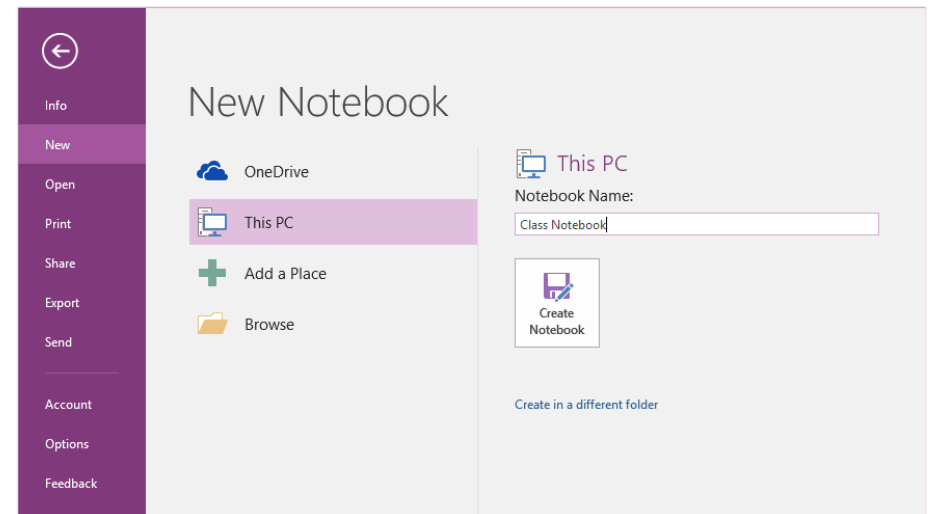 Info
New
Open
Print
Share
Export
Send
Account
Options
Feedback
New Notebook
OneDrive
This PC
Add a Place
Browse
This PC
Notebook Name:
Class Notebook
Create
Notebook
Create in a different folder